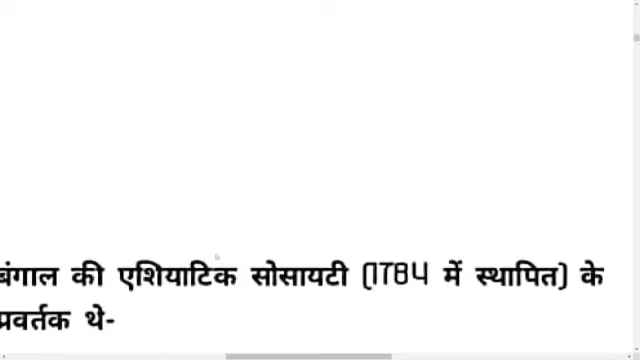 बंगाल की एशियाटिक सोसायटी (1784 में स्थापित) के
प्रवर्तक थे-